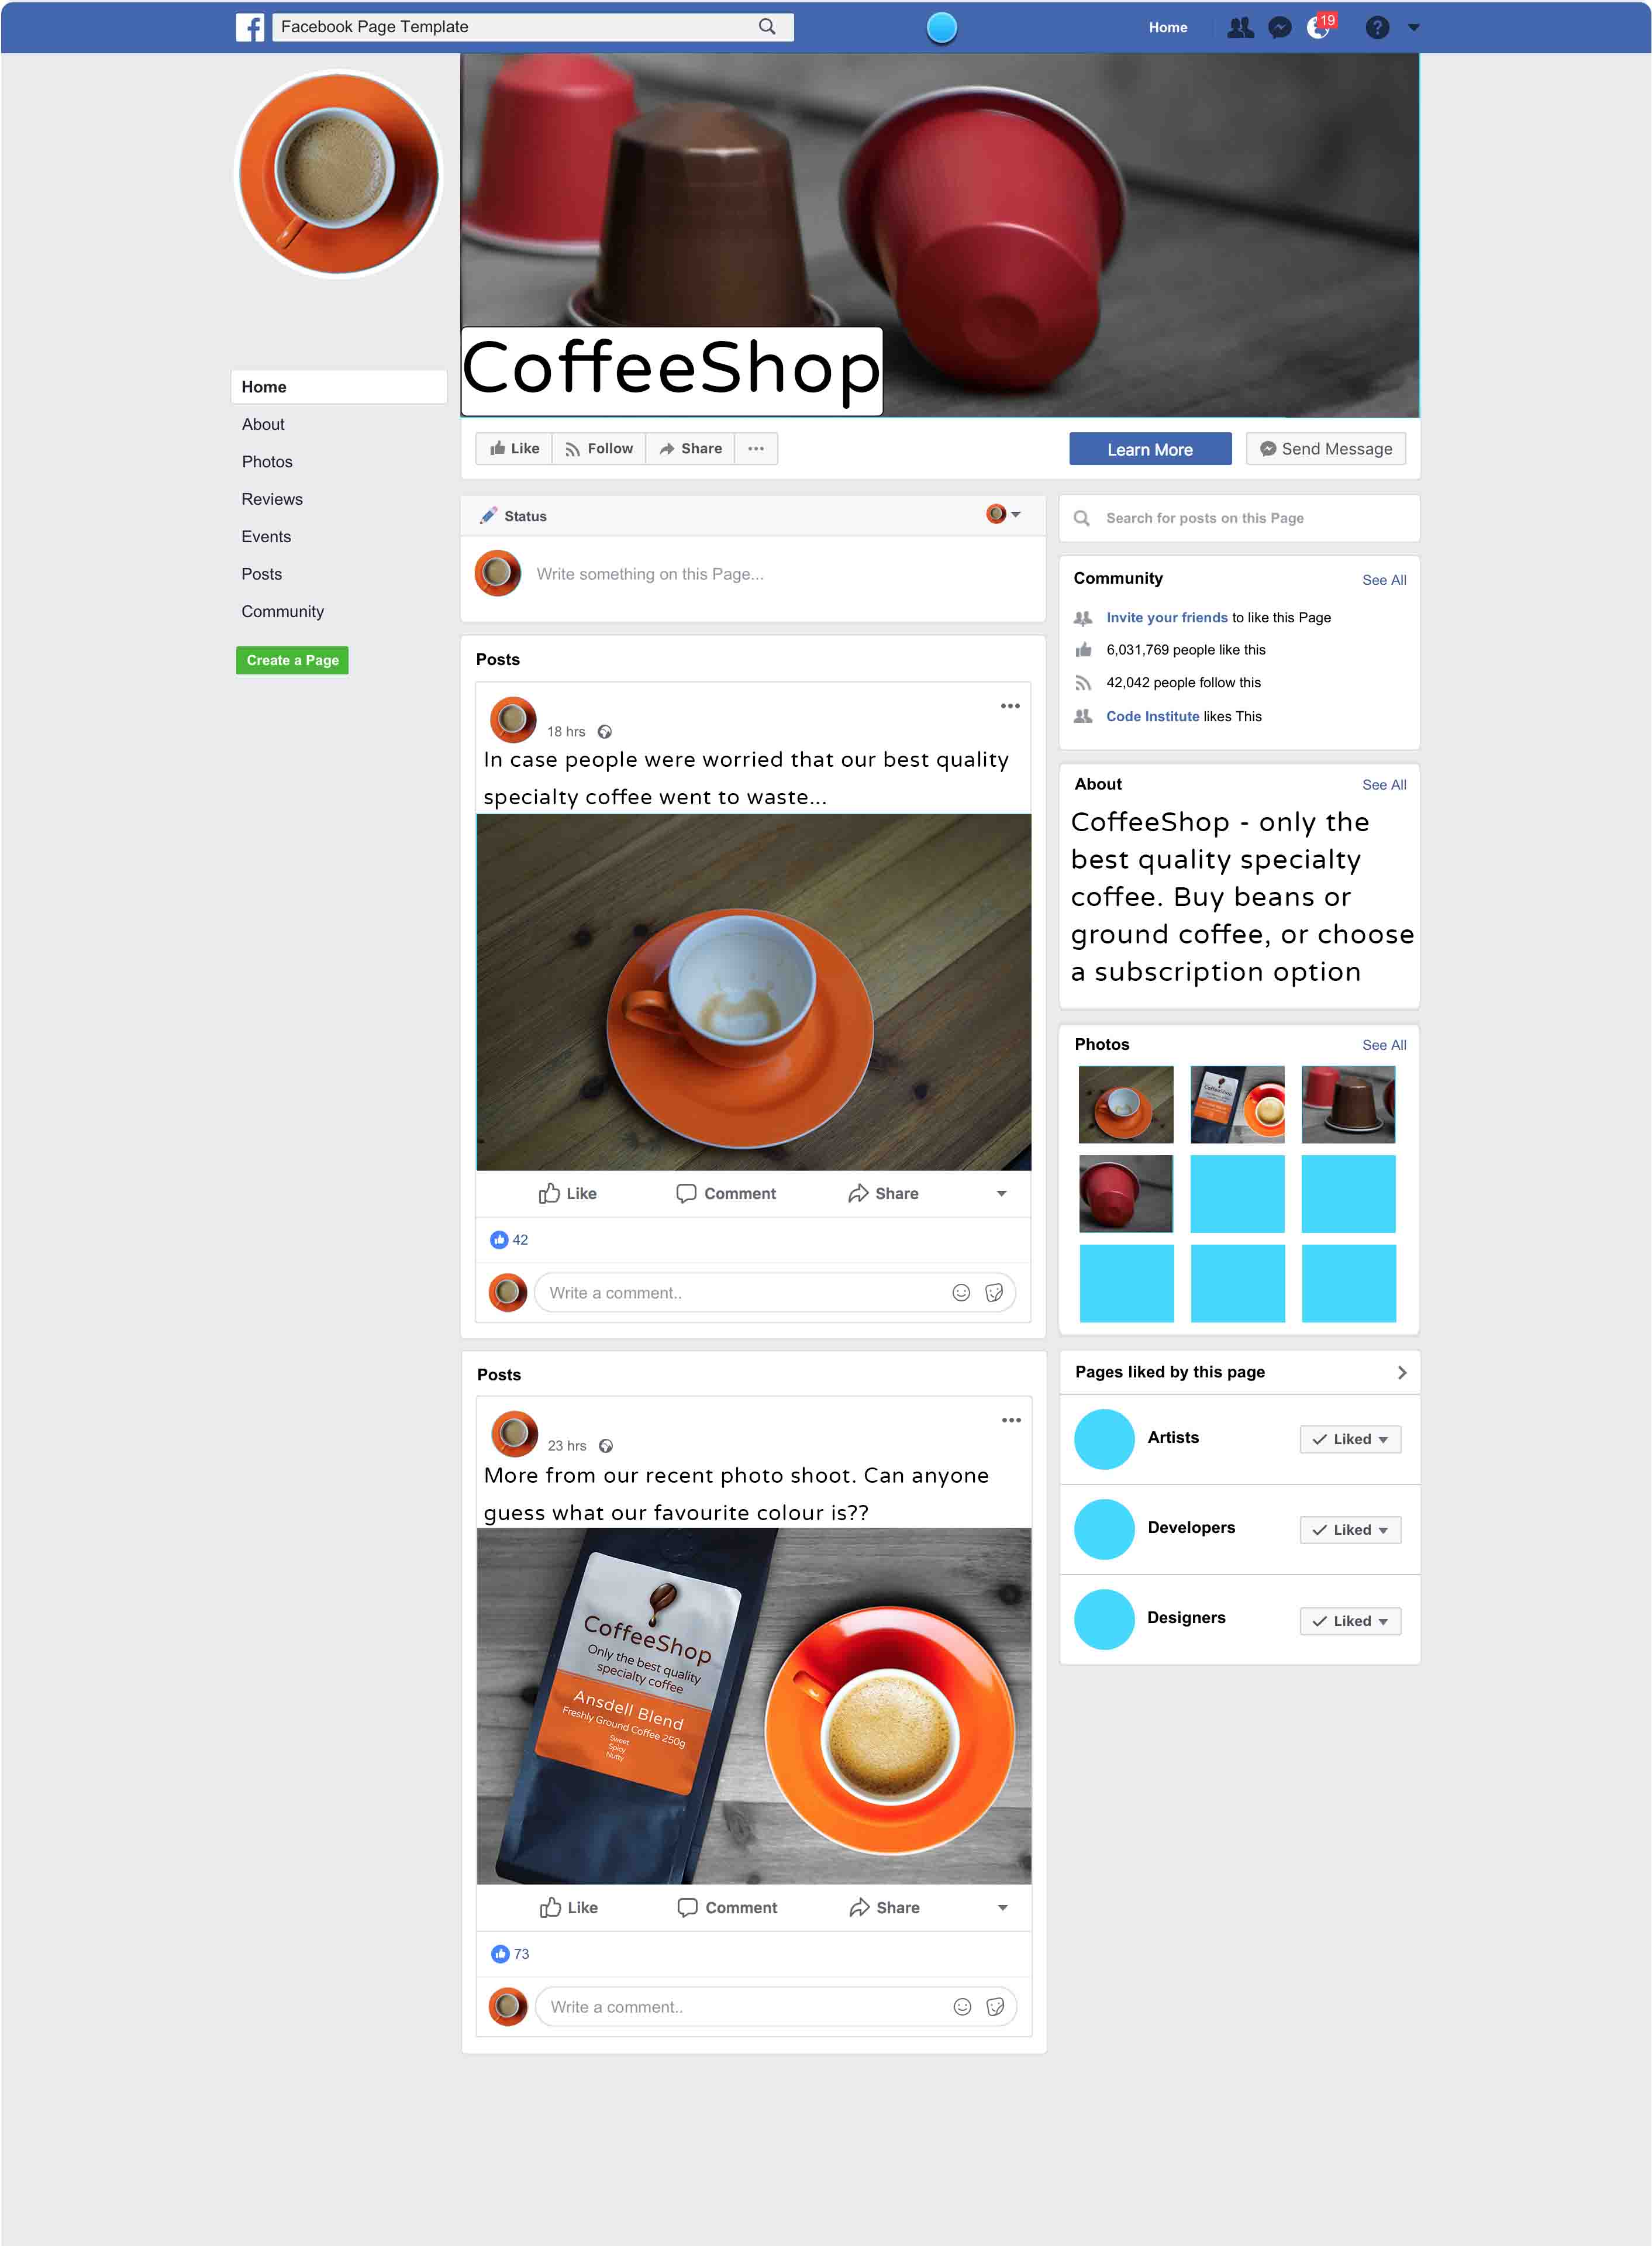 Facebook Page Template
Home
19
?
CoffeeShop
Home
About
Photos
Reviews
Events
Posts
Community
Create a Page
Like
Follow
Share
Learn More
Send Message
Status
Write something on this Page...
Posts
18 hrs
In case people were worried that our best quality
specialty coffee went to waste...
Like
Comment
Share
42
Write a comment..
Posts
23 hrs
More from our recent photo shoot. Can anyone
guess what our favourite colour is??
CoffeeShop
Only the best quality
specialty coffee
Ansdell Blend
Freshly Ground Coffee 250g
Sweet
Spicy
Nutty
Like
Comment
Share
73
Write a comment..
Search for posts on this Page
Community
See All
Invite your friends to like this Page
6,031,769 people like this
42,042 people follow this
Code Institute likes This
About
See All
CoffeeShop - only the
best quality specialty
coffee. Buy beans or
ground coffee, or choose
a subscription option
Photos
See All
Pages liked by this page
Artists
Liked
Developers
Liked
Designers
Liked